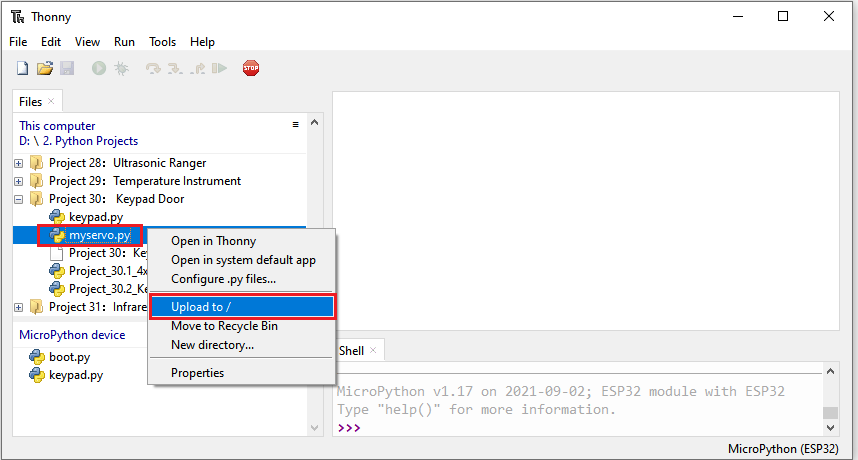 Thonny
File Edit View Run Tools Help
STOP
Files
This computer
D: \ 2. Python Projects
Project 28：Ultrasonic Ranger
Project 29：Temperature Instrument
Project 30： Keypad Door
keypad.py
myservo.py
Project 30：Ke
Project_30.1_4x
Project_30.2_Ke
Project 31：Infrare
Open in Thonny
Open in system default app
Configure .py files...
Upload to /
Move to Recycle Bin
New directory...
Properties
MicroPython device
boot.py
keypad.py
Shell
MicroPython v1.17 on 2021-09-02; ESP32 module with ESP32
Type "help()" for more information.
>>>
MicroPython (ESP32)